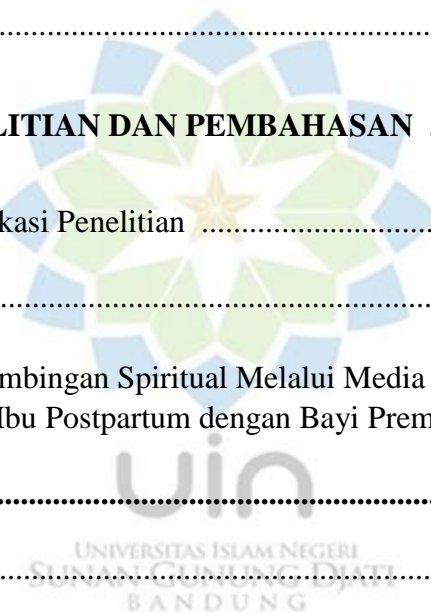 ................................................
LITIAN DAN PEMBAHASAN .
kasi Penelitian ............................
................................................
mbingan Spiritual Melalui Media
Ibu Postpartum dengan Bayi Prem
uin
................................................
UNIVERSITAS ISLAM NEGERI
SUNAN GUNUNG DJATI
................................................
BANDUNG